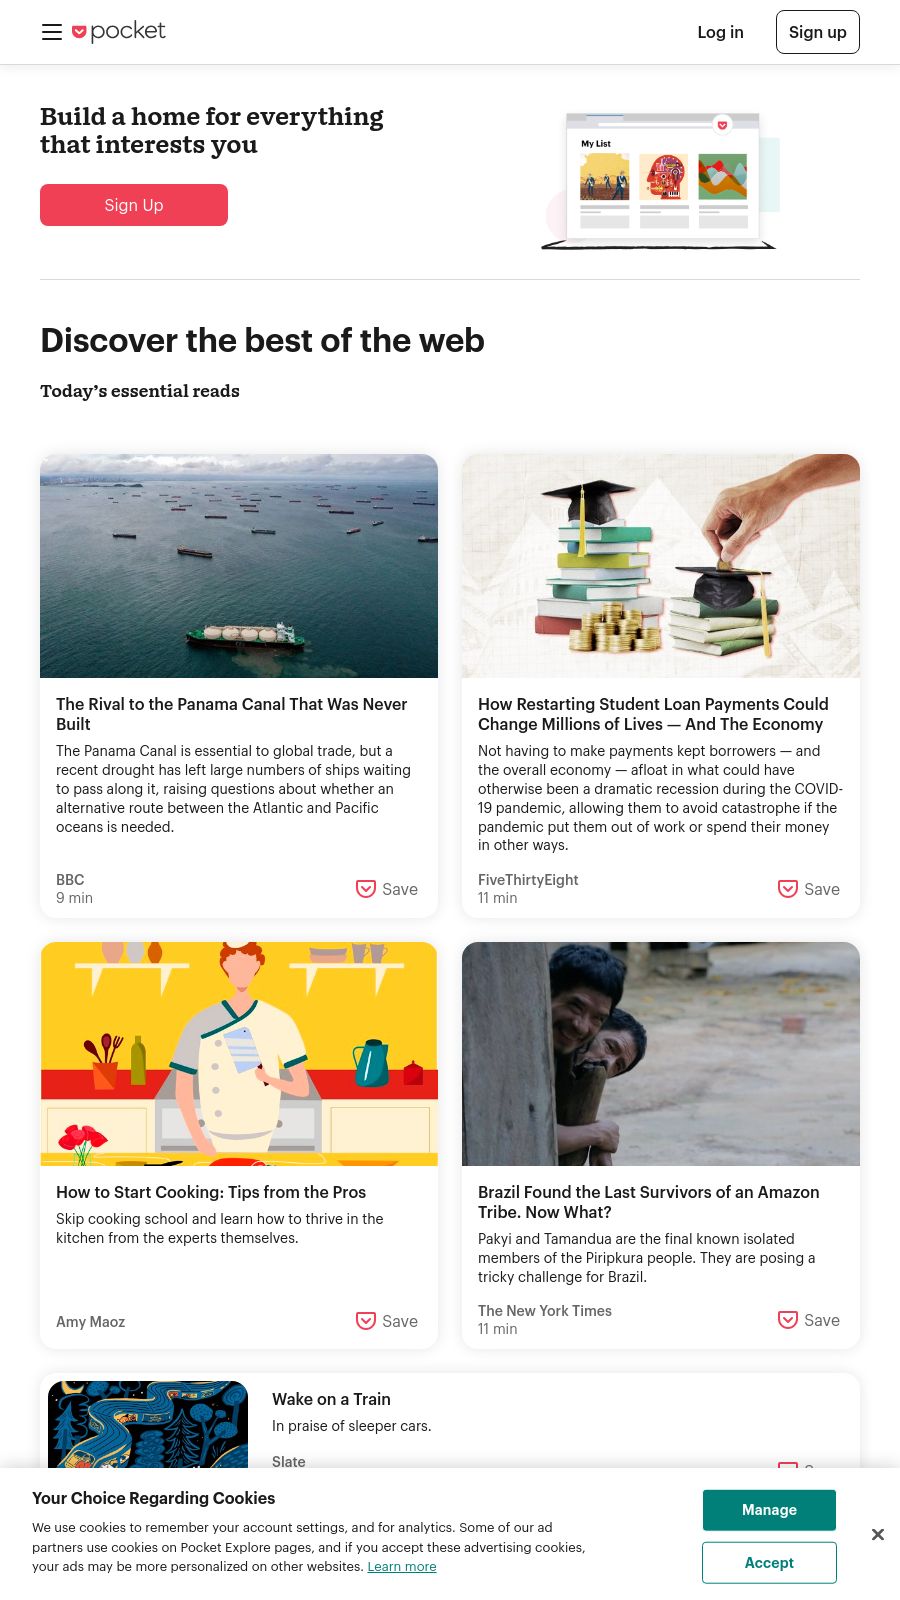 pocket
Log in
Sign up
Build a home for everything
that interests you
Sign Up
My List
Discover the best of the web
Today’s essential reads
The Rival to the Panama Canal That Was Never
Built
The Panama Canal is essential to global trade, but a
recent drought has left large numbers of ships waiting
to pass along it, raising questions about whether an
alternative route between the Atlantic and Pacific
oceans is needed.
BBC
9 min
Save
How Restarting Student Loan Payments Could
Change Millions of Lives — And The Economy
Not having to make payments kept borrowers — and
the overall economy — afloat in what could have
otherwise been a dramatic recession during the COVID-
19 pandemic, allowing them to avoid catastrophe if the
pandemic put them out of work or spend their money
in other ways.
FiveThirtyEight
11 min
Save
How to Start Cooking: Tips from the Pros
Skip cooking school and learn how to thrive in the
kitchen from the experts themselves.
Amy Maoz
Save
Brazil Found the Last Survivors of an Amazon
Tribe. Now What?
Pakyi and Tamandua are the final known isolated
members of the Piripkura people. They are posing a
tricky challenge for Brazil.
The New York Times
11 min
Save
Wake on a Train
In praise of sleeper cars.
Slate
Your Choice Regarding Cookies
We use cookies to remember your account settings, and for analytics. Some of our ad
partners use cookies on Pocket Explore pages, and if you accept these advertising cookies,
your ads may be more personalized on other websites. Learn more
Manage
Accept